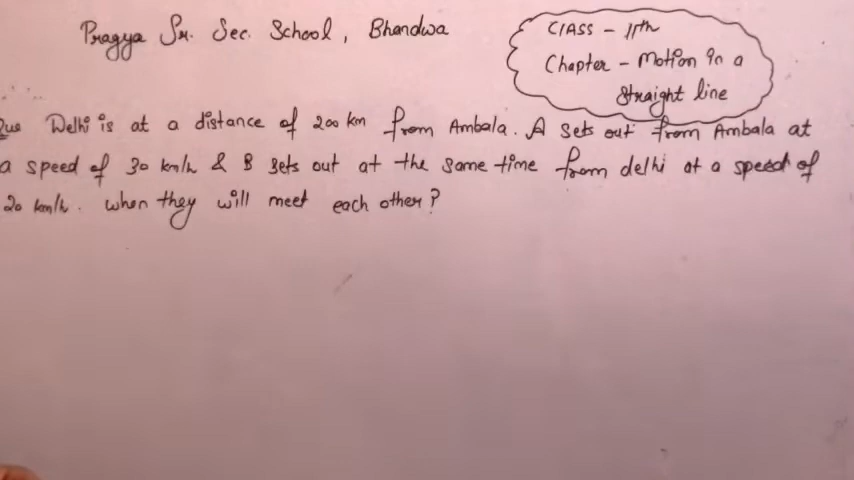 Pragya Sr. Sec. School, Bhandwa
CLASS - 11th
Chapter - Motion in a
Straight line
Que Delhi is at a distance of 200 km from Ambala. A sets out from Ambala at
a speed of 30 km/h & B sets out at the same time from delhi at a speed of
20 km/h. when they will meet each other?